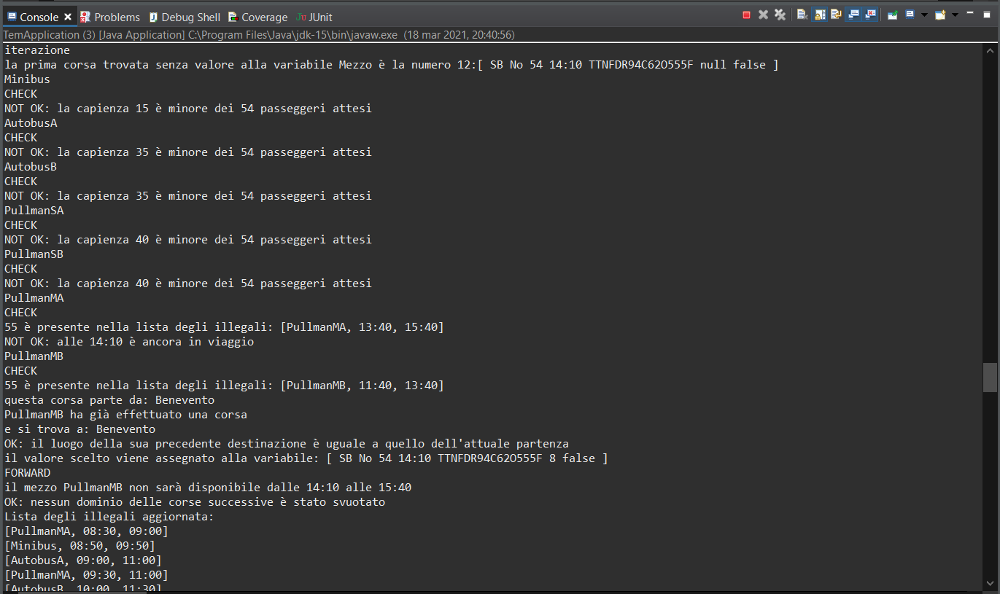 Console Problems Debug Shell Coverage Ju JUnit
TemApplication (3) [Java Application] C:\Program Files\Java\jdk-15\bin\javaw.exe (18 mar 2021, 20:40:56)
iterazione
la prima corsa trovata senza valore alla variabile Mezzo è la numero 12:[ SB No 54 14:10 TTNFDR94C62O555F null false ]
Minibus
CHECK
NOT OK: la capienza 15 è minore dei 54 passeggeri attesi
AutobusA
CHECK
NOT OK: la capienza 35 è minore dei 54 passeggeri attesi
AutobusB
CHECK
NOT OK: la capienza 35 è minore dei 54 passeggeri attesi
PullmanSA
CHECK
NOT OK: la capienza 40 è minore dei 54 passeggeri attesi
PullmanSB
CHECK
NOT OK: la capienza 40 è minore dei 54 passeggeri attesi
PullmanMA
CHECK
55 è presente nella lista degli illegali: [PullmanMA, 13:40, 15:40]
NOT OK: alle 14:10 è ancora in viaggio
PullmanMB
CHECK
55 è presente nella lista degli illegali: [PullmanMB, 11:40, 13:40]
questa corsa parte da: Benevento
PullmanMB ha già effettuato una corsa
e si trova a: Benevento
OK: il luogo della sua precedente destinazione è uguale a quello dell'attuale partenza
il valore scelto viene assegnato alla variabile: [ SB No 54 14:10 TTNFDR94C62O555F 8 false ]
FORWARD
il mezzo PullmanMB non sarà disponibile dalle 14:10 alle 15:40
OK: nessun dominio delle corse successive è stato svuotato
Lista degli illegali aggiornata:
[PullmanMA, 08:30, 09:00]
[Minibus, 08:50, 09:50]
[AutobusA, 09:00, 11:00]
[PullmanMA, 09:30, 11:00]
[AutobusB, 10:00, 11:30]